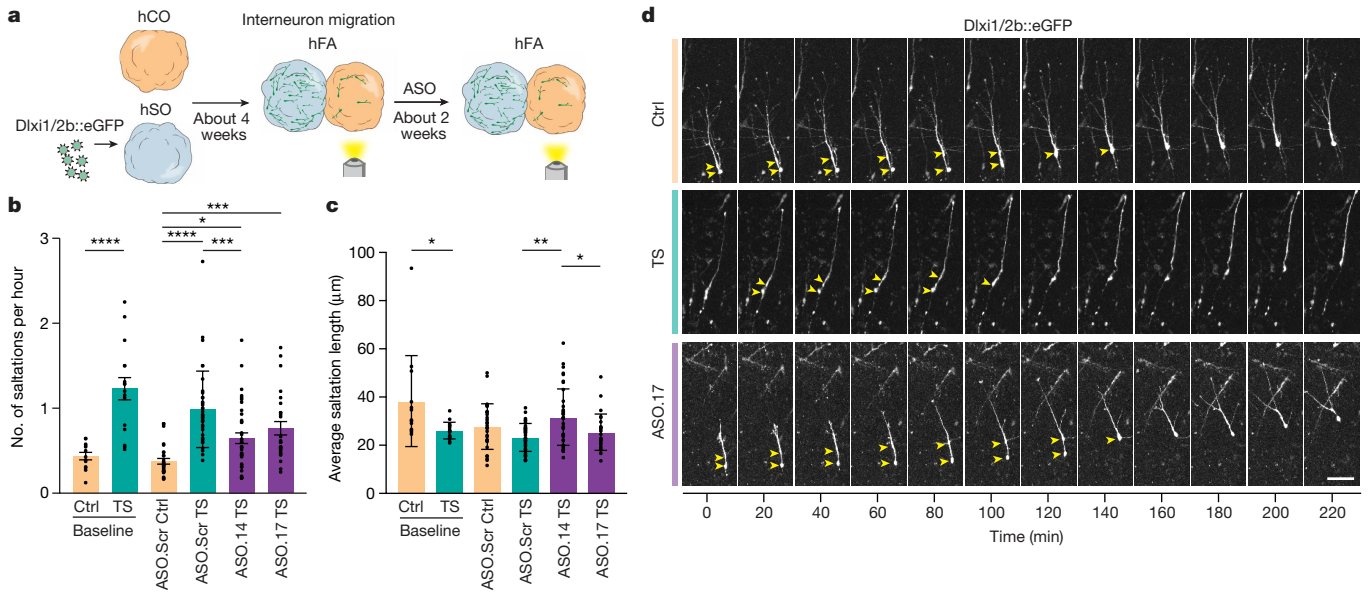 a
hCO
hSO
Dlxi1/2b::eGFP
About 4
weeks
Interneuron migration
hFA
ASO
About 2
weeks
hFA
b
No. of saltations per hour
3
2
1
0
****
***
*
****
***
Ctrl
TS
Baseline
ASO.Scr Ctrl
ASO.Scr TS
ASO.14 TS
ASO.17 TS
c
Average saltation length (μm)
100
80
60
40
20
0
*
**
*
Ctrl
TS
Baseline
ASO.Scr Ctrl
ASO.Scr TS
ASO.14 TS
ASO.17 TS
d
Dlxi1/2b::eGFP
Ctrl
TS
ASO.17
0 20 40 60 80 100 120 140 160 180 200 220
Time (min)